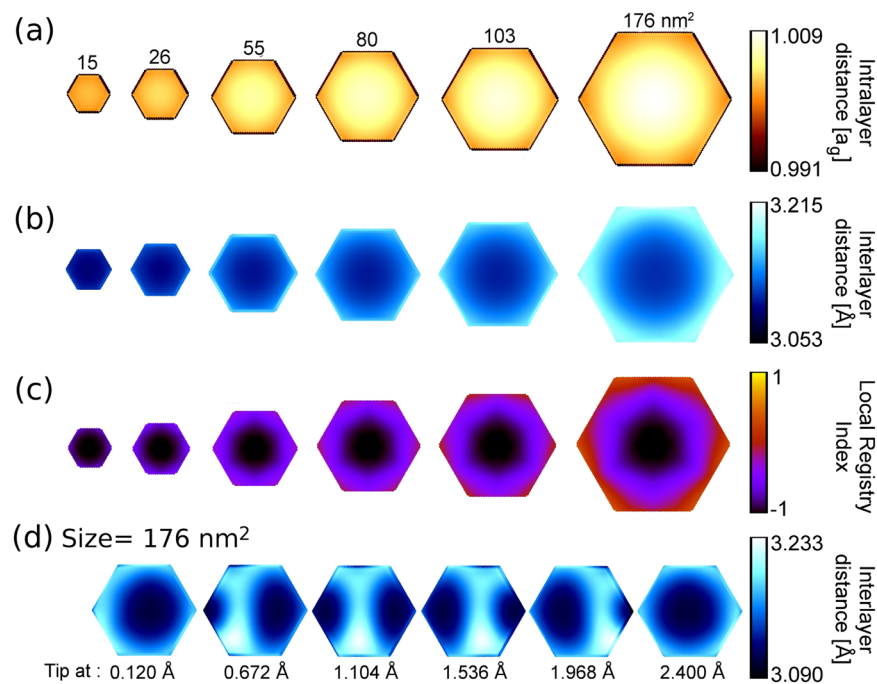 (a)
15
26
55
80
103
176 nm²
1.009
0.991
Intralayer
distance [a_g]
(b)
3.215
3.053
Interlayer
distance [Å]
(c)
1
-1
Local Registry
Index
(d) Size= 176 nm²
3.233
3.090
Interlayer
distance [Å]
Tip at : 0.120 Å 0.672 Å 1.104 Å 1.536 Å 1.968 Å 2.400 Å